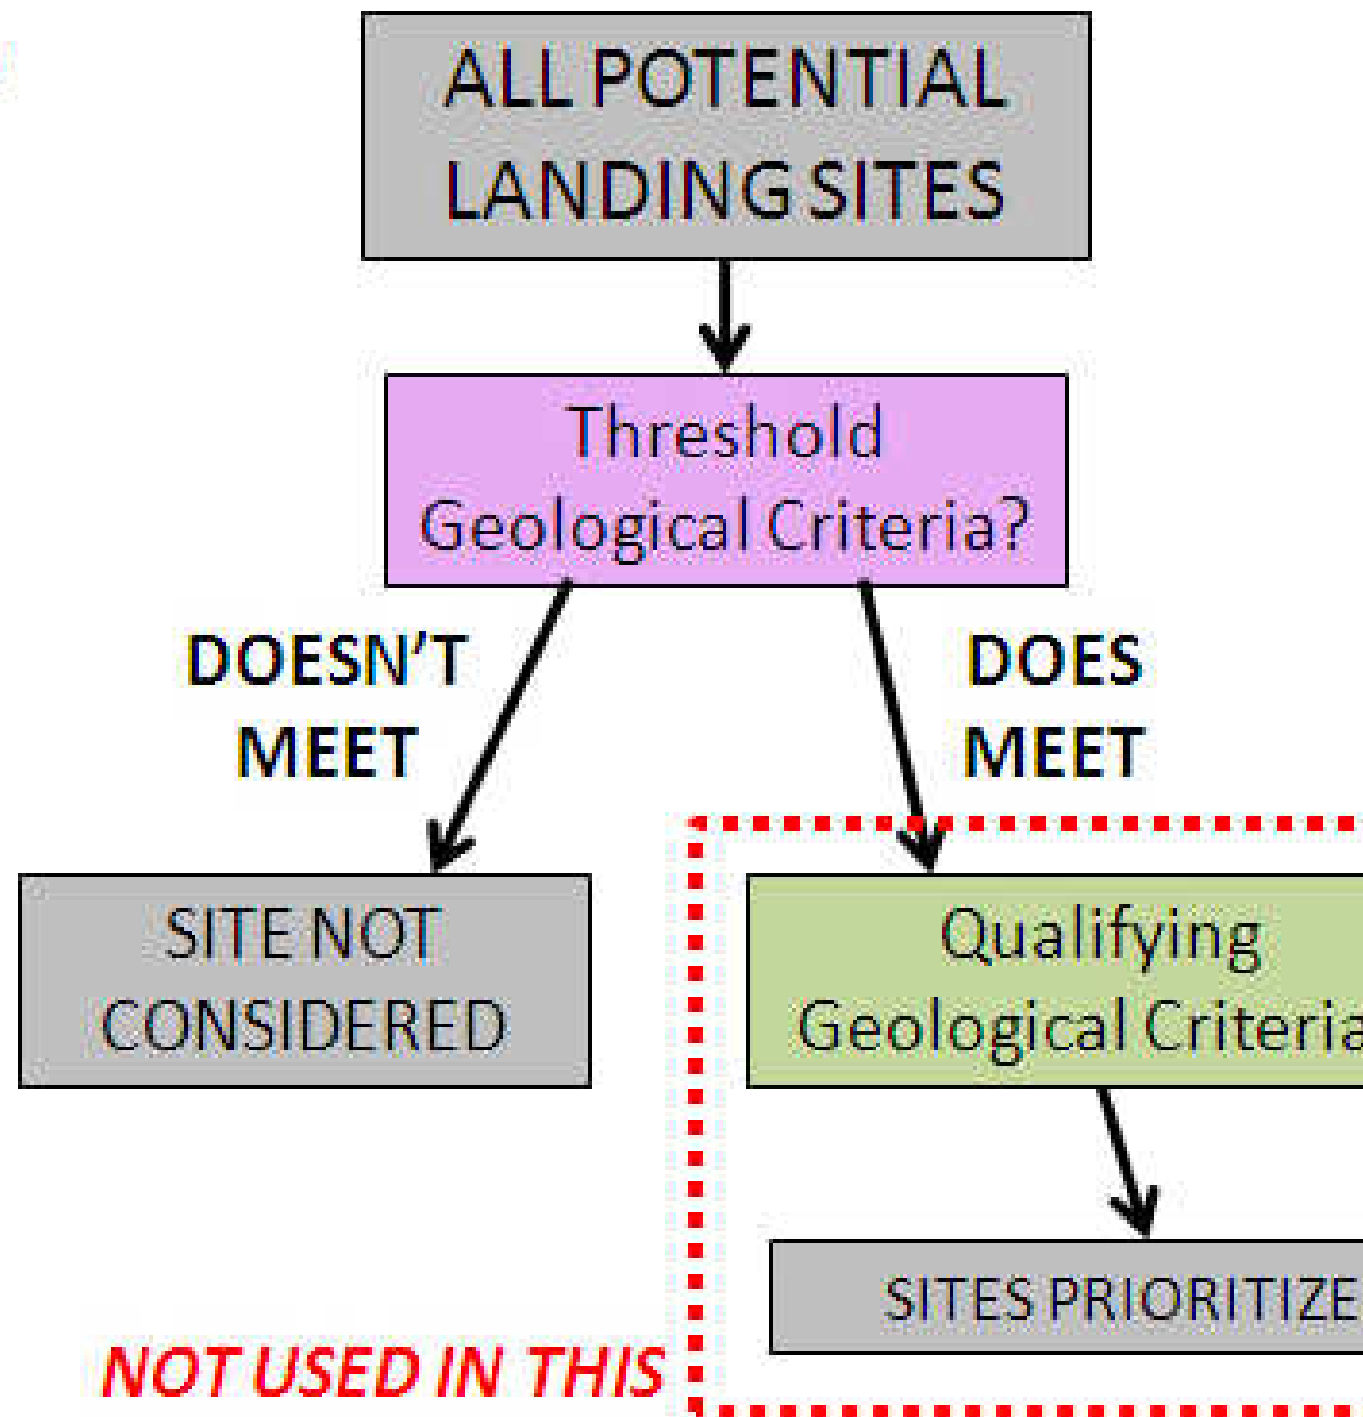 ALL POTENTIAL
LANDING SITES
Threshold
Geological Criteria?
DOESN'T
MEET
DOES
MEET
SITE NOT
CONSIDERED
Qualifying
Geological Criteria
SITES PRIORITIZE
NOT USED IN THIS